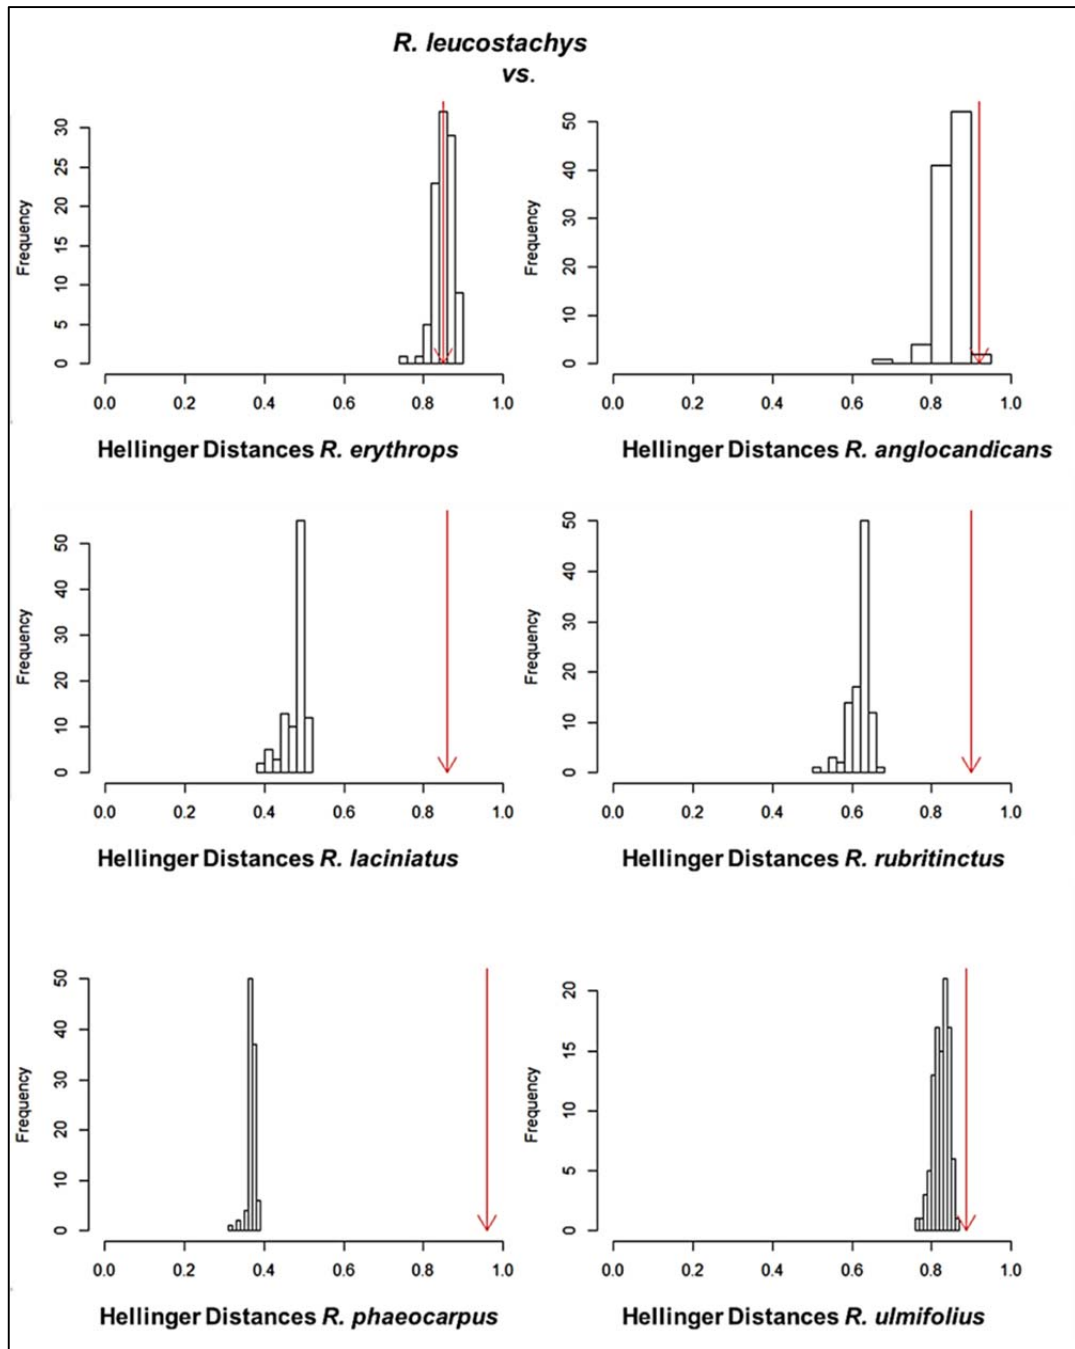 R. leucostachys
vs.
Frequency
30
25
20
15
10
5
0
0.0 0.2 0.4 0.6 0.8 1.0
Hellinger Distances R. erythrops
Frequency
50
40
30
20
10
0
0.0 0.2 0.4 0.6 0.8 1.0
Hellinger Distances R. anglocandicans
Frequency
50
40
30
20
10
0
0.0 0.2 0.4 0.6 0.8 1.0
Hellinger Distances R. laciniatus
Frequency
50
40
30
20
10
0
0.0 0.2 0.4 0.6 0.8 1.0
Hellinger Distances R. rubritinctus
Frequency
50
40
30
20
10
0
0.0 0.2 0.4 0.6 0.8 1.0
Hellinger Distances R. phaeocarpus
Frequency
20
15
10
5
0
0.0 0.2 0.4 0.6 0.8 1.0
Hellinger Distances R. ulmifolius